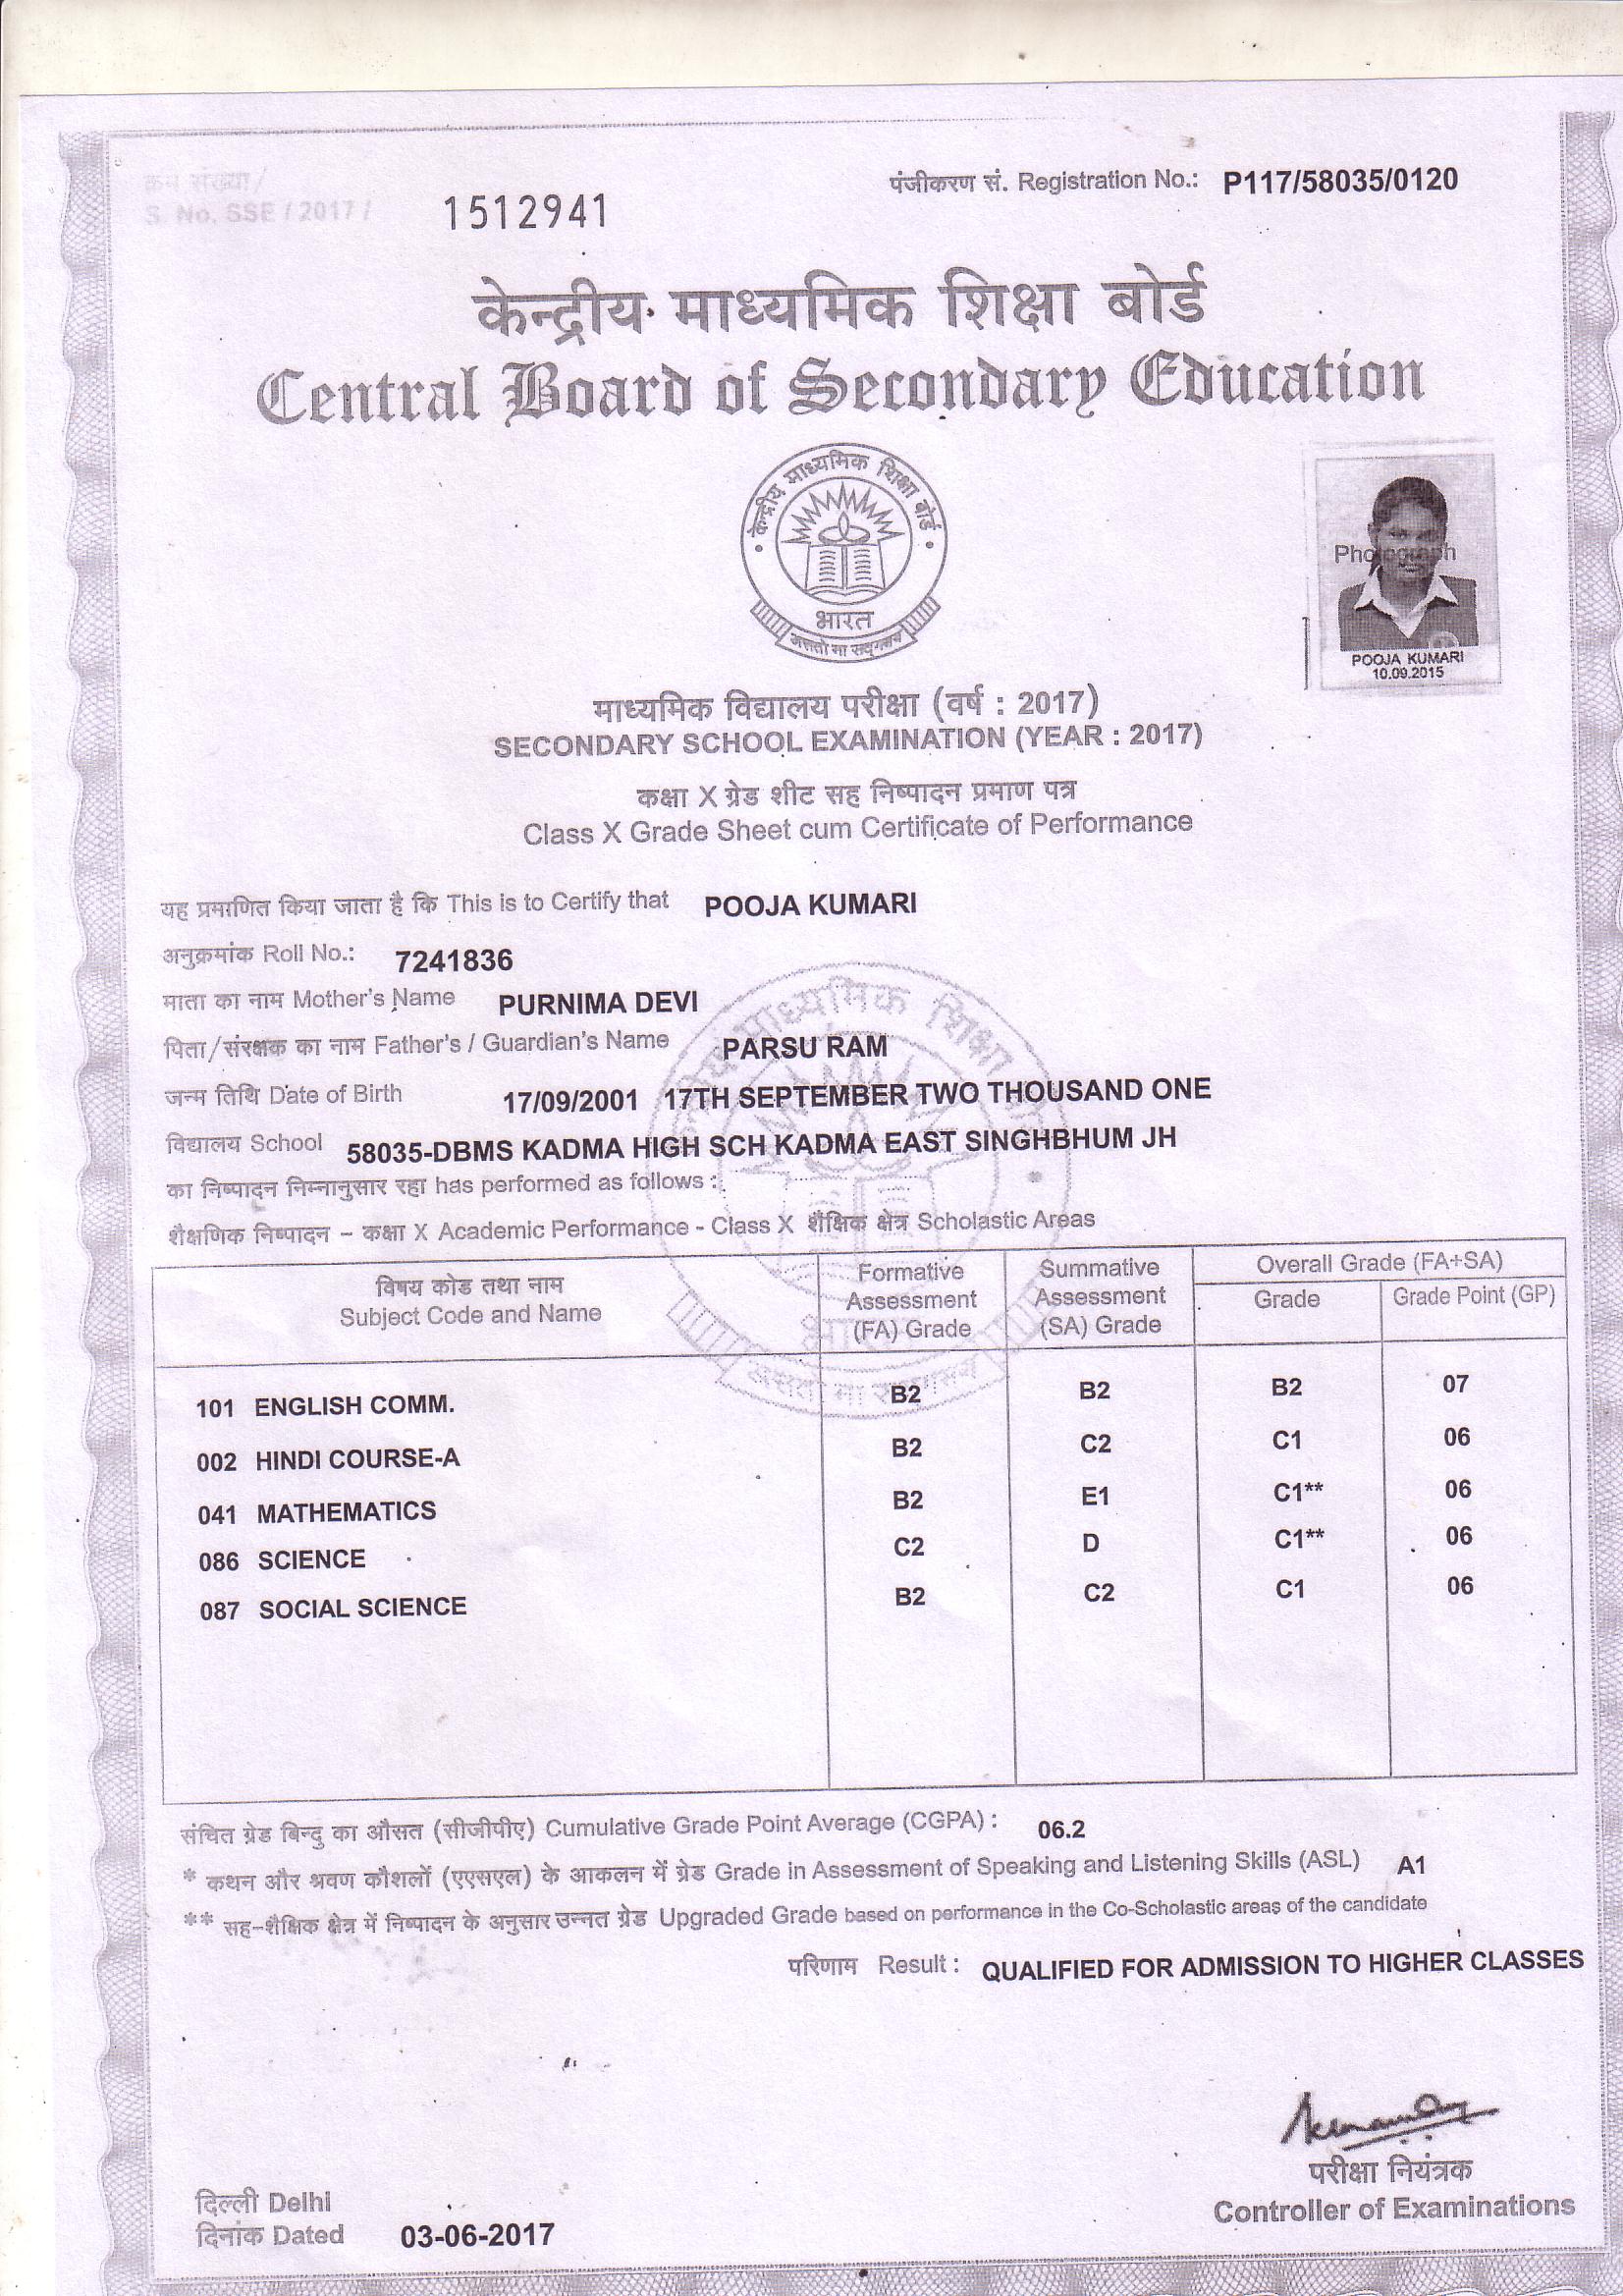 क्रम संख्या/
S. No. SSE / 2017 /
1512941
पंजीकरण सं. Registration No.: P117/58035/0120
केन्द्रीय माध्यमिक शिक्षा बोर्ड
Central Board of Secondary Education
केन्द्रीय माध्यमिक शिक्षा बोर्ड
भारत
असतो मा सद्गमय
Photograph
POOJA KUMARI
10.09.2015
माध्यमिक विद्यालय परीक्षा (वर्ष : 2017)
SECONDARY SCHOOL EXAMINATION (YEAR : 2017)
कक्षा X ग्रेड शीट सह निष्पादन प्रमाण पत्र
Class X Grade Sheet cum Certificate of Performance
यह प्रमाणित किया जाता है कि This is to Certify that POOJA KUMARI
अनुक्रमांक Roll No.: 7241836
माता का नाम Mother's Name PURNIMA DEVI
पिता/संरक्षक का नाम Father's / Guardian's Name PARSU RAM
जन्म तिथि Date of Birth 17/09/2001 17TH SEPTEMBER TWO THOUSAND ONE
विद्यालय School 58035-DBMS KADMA HIGH SCH KADMA EAST SINGHBHUM JH
का निष्पादन निम्नानुसार रहा has performed as follows :
शैक्षणिक निष्पादन – कक्षा X Academic Performance - Class X शैक्षिक क्षेत्र Scholastic Areas
विषय कोड तथा नाम
Subject Code and Name
Formative
Assessment
(FA) Grade
Summative
Assessment
(SA) Grade
Overall Grade (FA+SA)
Grade Grade Point (GP)
101 ENGLISH COMM. B2 B2 B2 07
002 HINDI COURSE-A B2 C2 C1 06
041 MATHEMATICS B2 E1 C1** 06
086 SCIENCE C2 D C1** 06
087 SOCIAL SCIENCE B2 C2 C1 06
संचित ग्रेड बिन्दु का औसत (सीजीपीए) Cumulative Grade Point Average (CGPA) : 06.2
* कथन और श्रवण कौशलों (एएसएल) के आकलन में ग्रेड Grade in Assessment of Speaking and Listening Skills (ASL) A1
** सह-शैक्षिक क्षेत्र में निष्पादन के अनुसार उन्नत ग्रेड Upgraded Grade based on performance in the Co-Scholastic areas of the candidate
परिणाम Result : QUALIFIED FOR ADMISSION TO HIGHER CLASSES
परीक्षा नियंत्रक
Controller of Examinations
दिल्ली Delhi
दिनांक Dated 03-06-2017